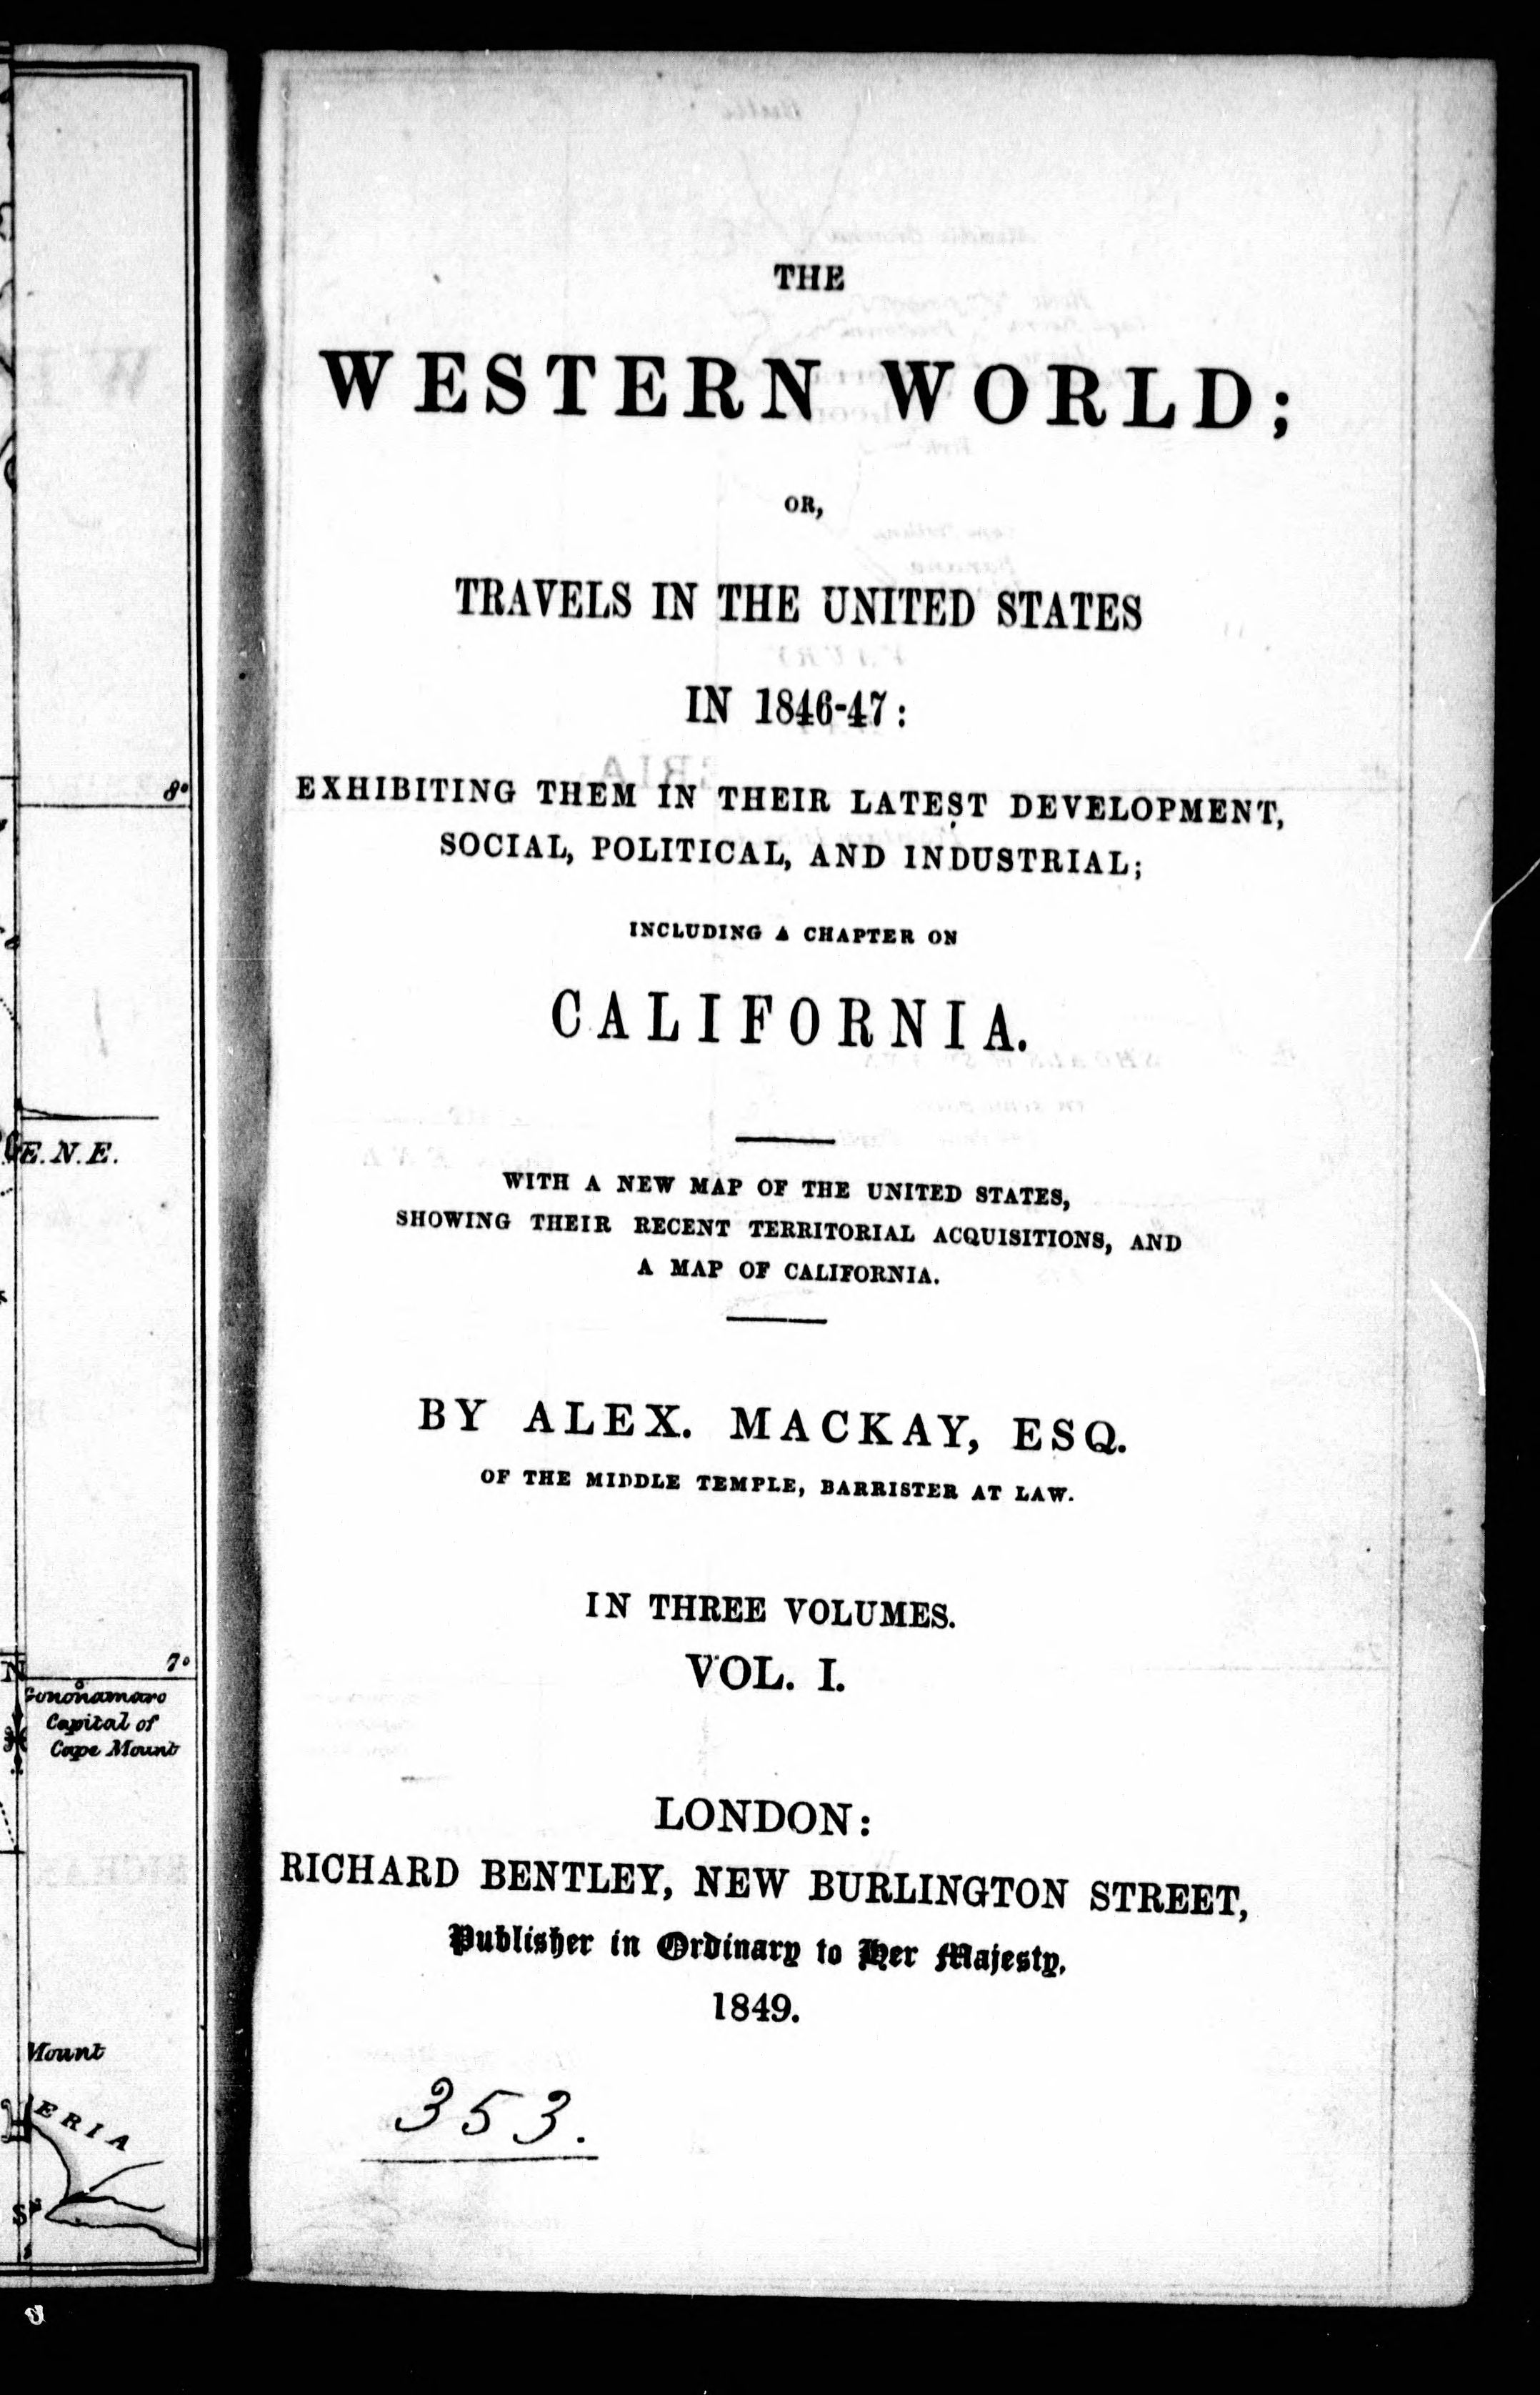 8°
E.N.E.
7°
Capital of
Cape Mount
Mount
ERIA
THE
WESTERN WORLD;
OR,
TRAVELS IN THE UNITED STATES
IN 1846-47:
EXHIBITING THEM IN THEIR LATEST DEVELOPMENT,
SOCIAL, POLITICAL, AND INDUSTRIAL;
INCLUDING A CHAPTER ON
CALIFORNIA.
WITH A NEW MAP OF THE UNITED STATES,
SHOWING THEIR RECENT TERRITORIAL ACQUISITIONS, AND
A MAP OF CALIFORNIA.
BY ALEX. MACKAY, ESQ.
OF THE MIDDLE TEMPLE, BARRISTER AT LAW.
IN THREE VOLUMES.
VOL. I.
LONDON:
RICHARD BENTLEY, NEW BURLINGTON STREET,
Publisher in Ordinary to Her Majesty.
1849.
353.